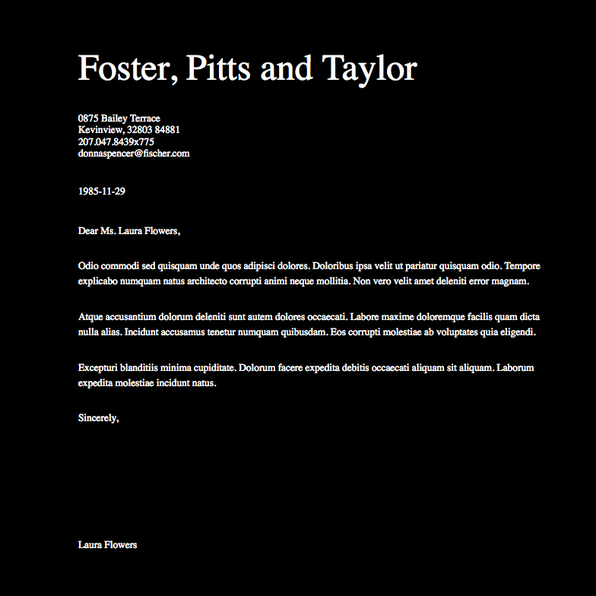 Foster, Pitts and Taylor
0875 Bailey Terrace
Kevinview, 32803 84881
207.047.8439x775
donnaspencer@fischer.com
1985-11-29
Dear Ms. Laura Flowers,
Odio commodi sed quisquam unde quos adipisci dolores. Doloribus ipsa velit ut pariatur quisquam odio. Tempore
explicabo numquam natus architecto corrupti animi neque mollitia. Non vero velit amet deleniti error magnam.
Atque accusantium dolorum deleniti sunt autem dolores occaecati. Labore maxime doloremque facilis quam dicta
nulla alias. Incidunt accusamus tenetur numquam quibusdam. Eos corrupti molestiae ab voluptates quia eligendi.
Excepturi blanditiis minima cupiditate. Dolorum facere expedita debitis occaecati aliquam sit aliquam. Laborum
expedita molestiae incidunt natus.
Sincerely,
Laura Flowers